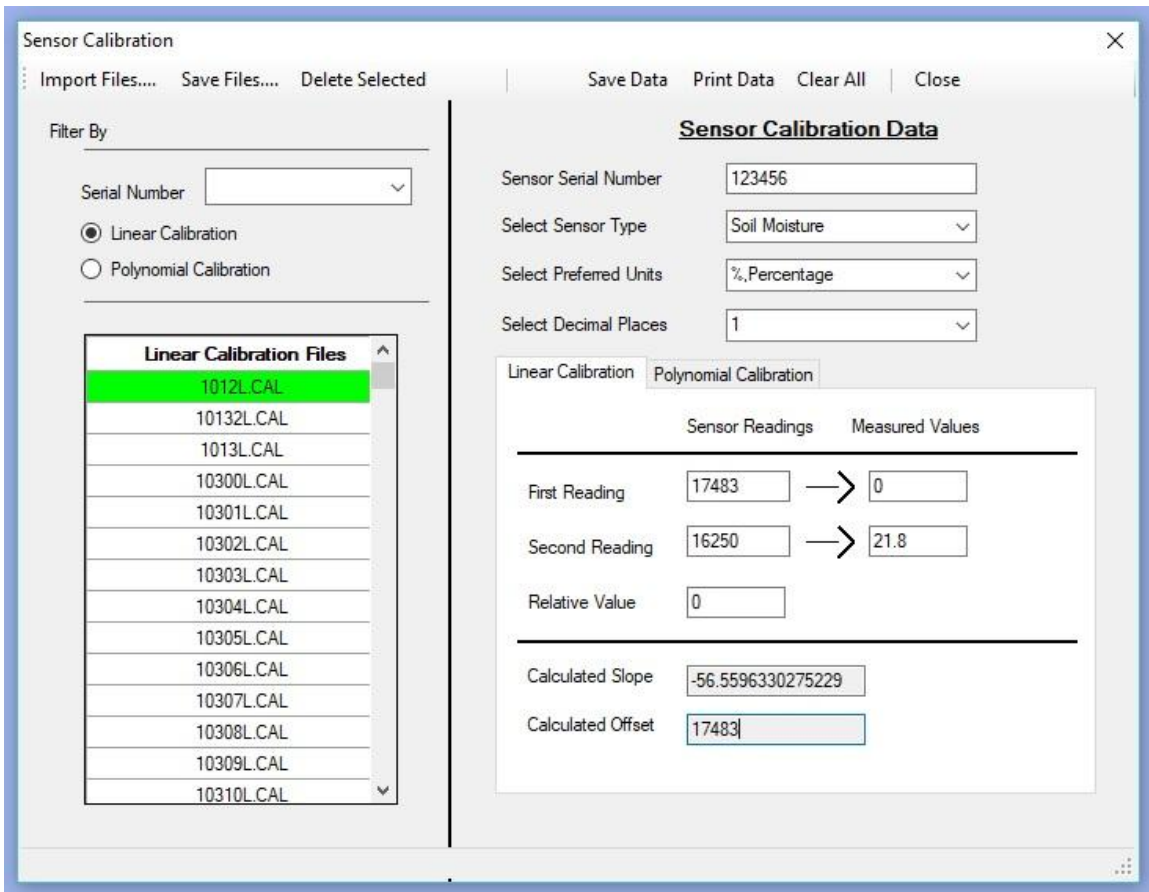 Sensor Calibration
Import Files.... Save Files.... Delete Selected Save Data Print Data Clear All Close
Filter By
Serial Number
Linear Calibration
Polynomial Calibration
Linear Calibration Files
1012L.CAL
10132L.CAL
1013L.CAL
10300L.CAL
10301L.CAL
10302L.CAL
10303L.CAL
10304L.CAL
10305L.CAL
10306L.CAL
10307L.CAL
10308L.CAL
10309L.CAL
10310L.CAL
Sensor Calibration Data
Sensor Serial Number 123456
Select Sensor Type Soil Moisture
Select Preferred Units %,Percentage
Select Decimal Places 1
Linear Calibration Polynomial Calibration
Sensor Readings Measured Values
First Reading 17483 0
Second Reading 16250 21.8
Relative Value 0
Calculated Slope -56.5596330275229
Calculated Offset 17483